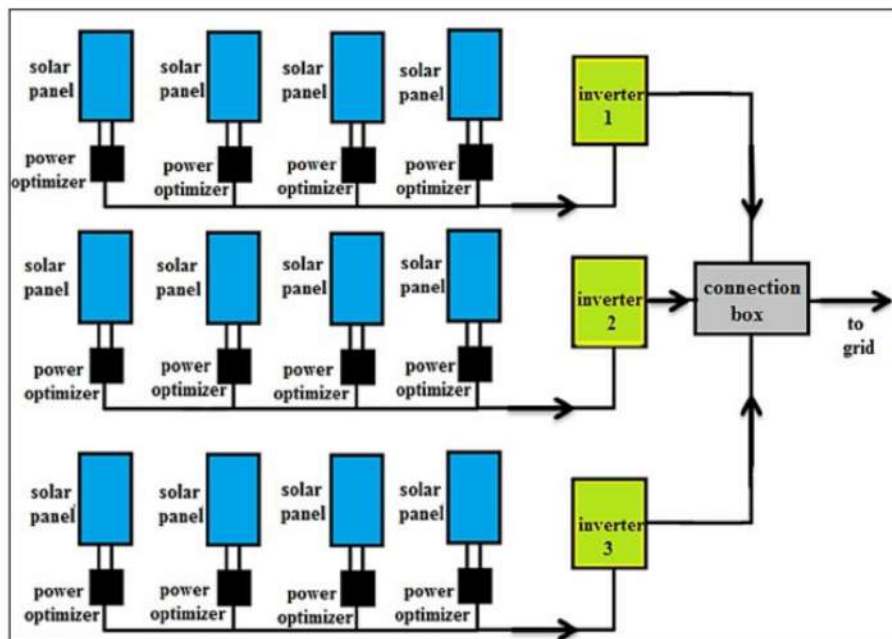 solar
panel
solar
panel
solar
panel
solar
panel
inverter
1
power
optimizer
power
optimizer
power
optimizer
power
optimizer
solar
panel
solar
panel
solar
panel
solar
panel
inverter
2
connection
box
to
grid
power
optimizer
power
optimizer
power
optimizer
power
optimizer
solar
panel
solar
panel
solar
panel
solar
panel
inverter
3
power
optimizer
power
optimizer
power
optimizer
power
optimizer